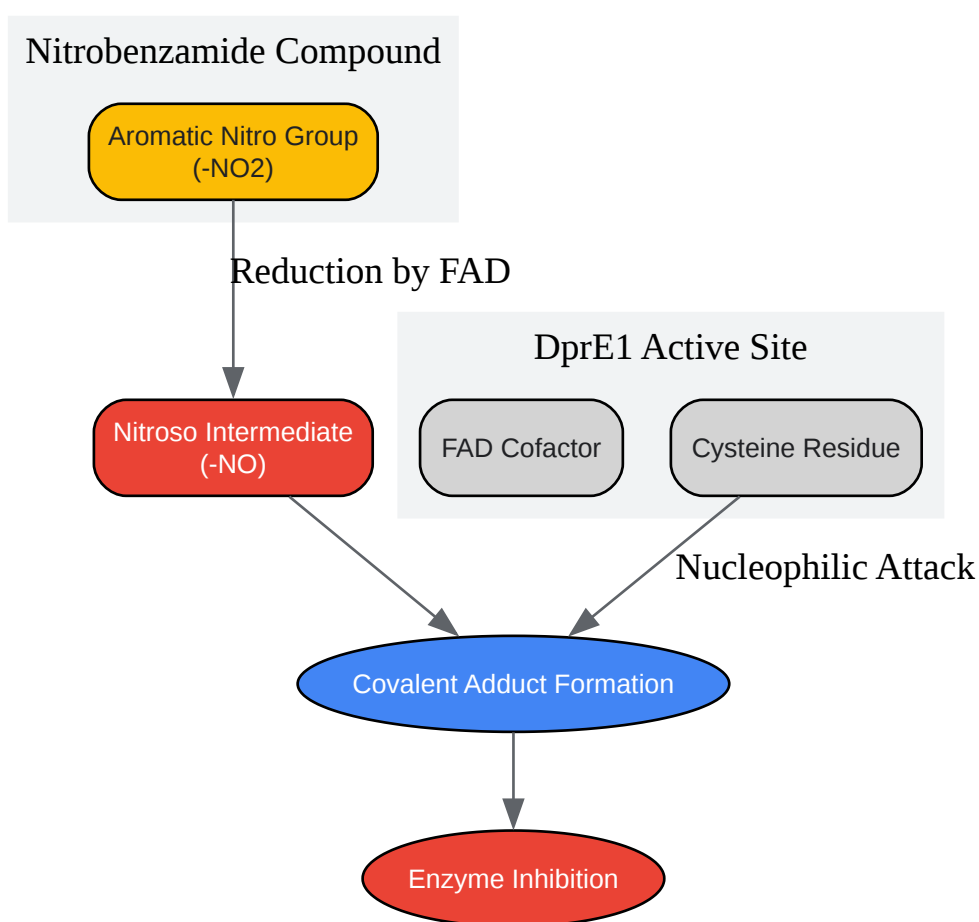 Nitrobenzamide Compound
Aromatic Nitro Group
(-NO2)
Reduction by FAD
DprE1 Active Site
Nitroso Intermediate
(-NO)
FAD Cofactor
Cysteine Residue
Nucleophilic Attack
Covalent Adduct Formation
Enzyme Inhibition